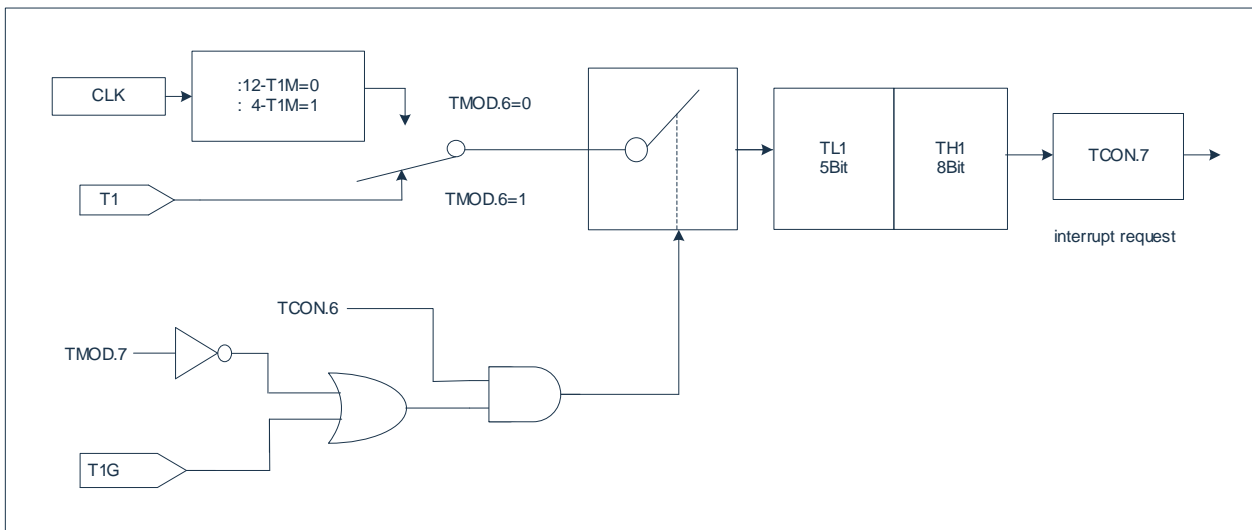 CLK
:12-T1M=0
: 4-T1M=1
TMOD.6=0
T1
TMOD.6=1
TL1
5Bit
TH1
8Bit
TCON.7
interrupt request
TCON.6
TMOD.7
T1G